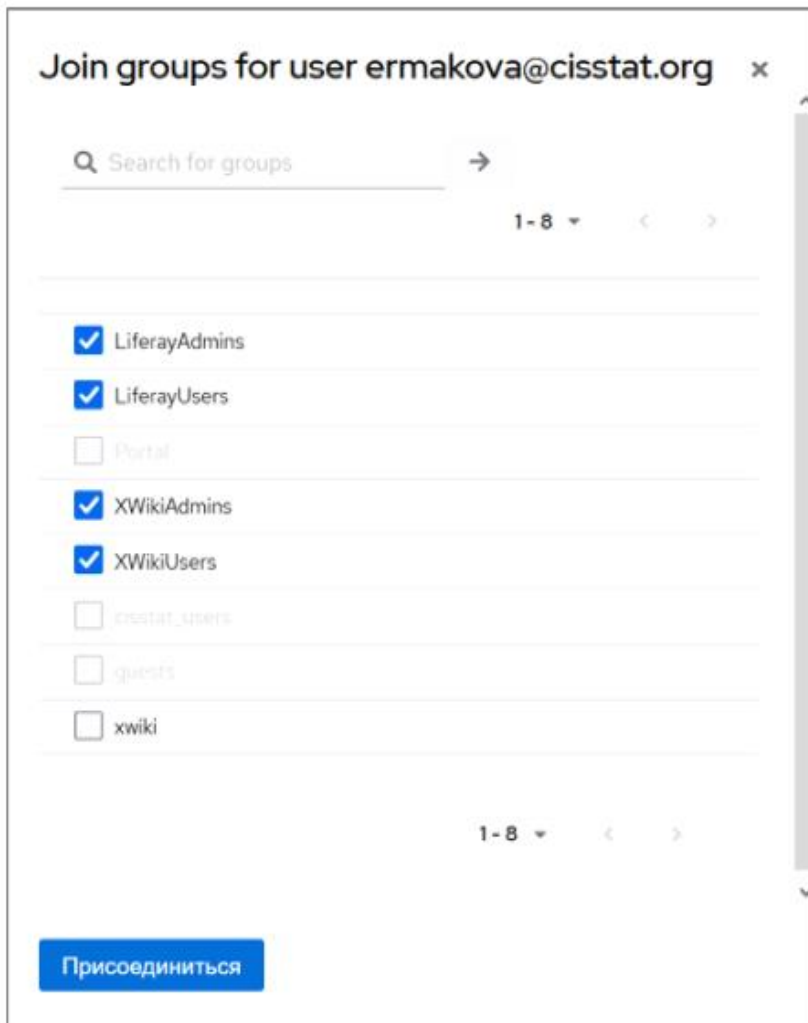 Join groups for user ermakova@cisstat.org
Search for groups
1 - 8
LiferayAdmins
LiferayUsers
Portal
XWikiAdmins
XWikiUsers
cisstat_users
guests
xwiki
1 - 8
Присоединиться